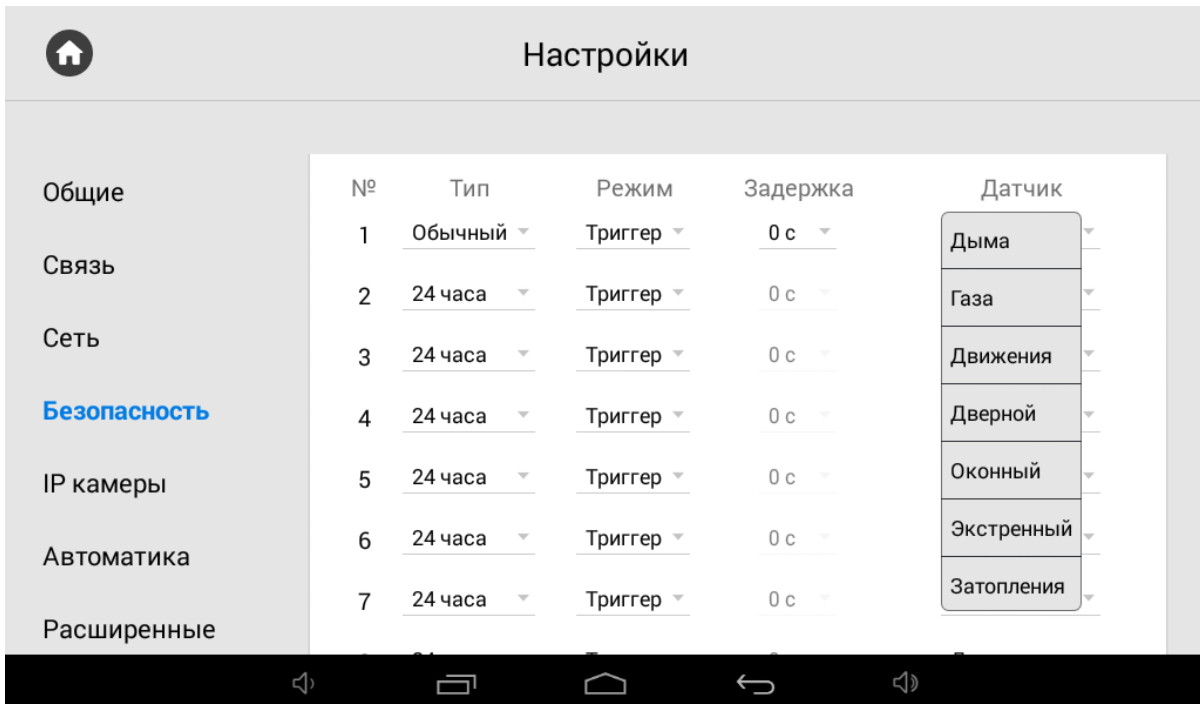 Настройки
Общие
Связь
Сеть
Безопасность
IP камеры
Автоматика
Расширенные
№ Тип Режим Задержка Датчик
1 Обычный Триггер 0 с
2 24 часа Триггер 0 с
3 24 часа Триггер 0 с
4 24 часа Триггер 0 с
5 24 часа Триггер 0 с
6 24 часа Триггер 0 с
7 24 часа Триггер 0 с
Дыма
Газа
Движения
Дверной
Оконный
Экстренный
Затопления